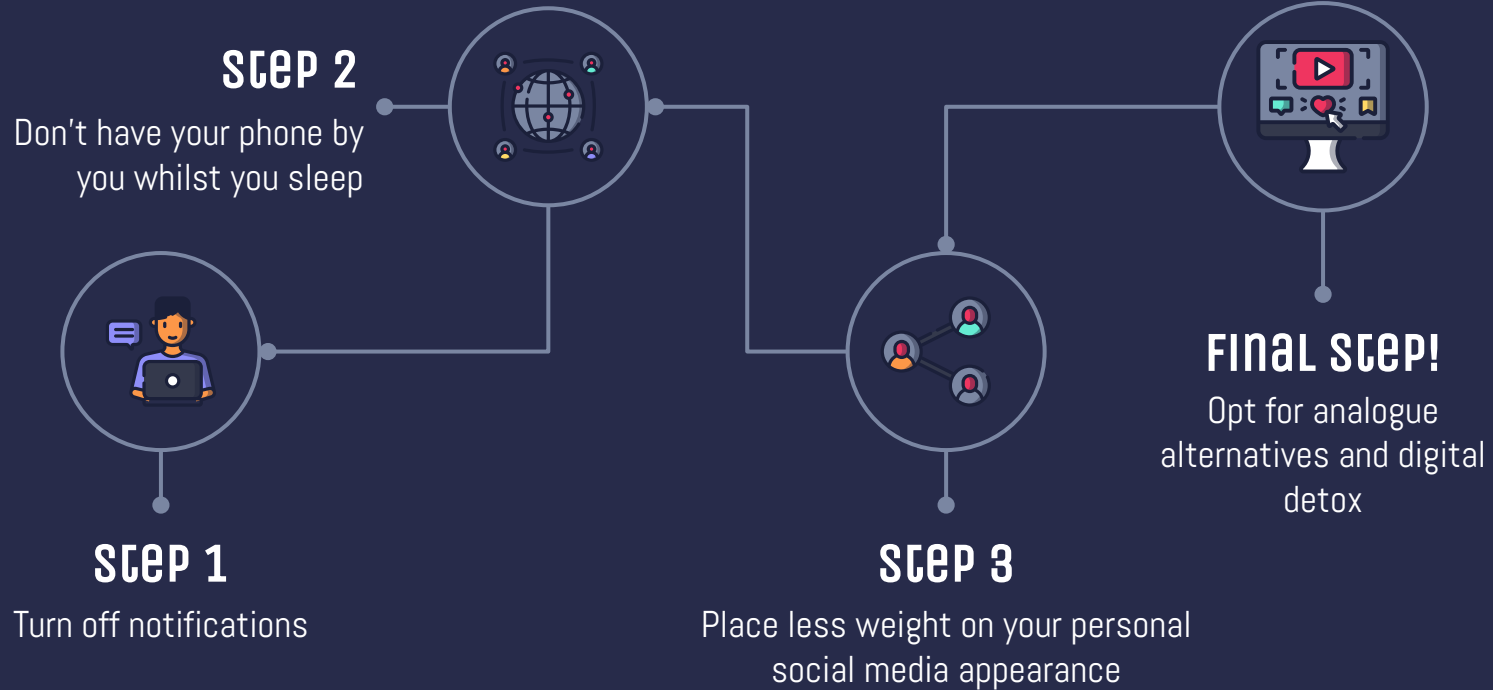 Step 1
Turn off notifications
Step 2
Don't have your phone by
you whilst you sleep
Step 3
Place less weight on your personal
social media appearance
Final Step!
Opt for analogue
alternatives and digital
detox